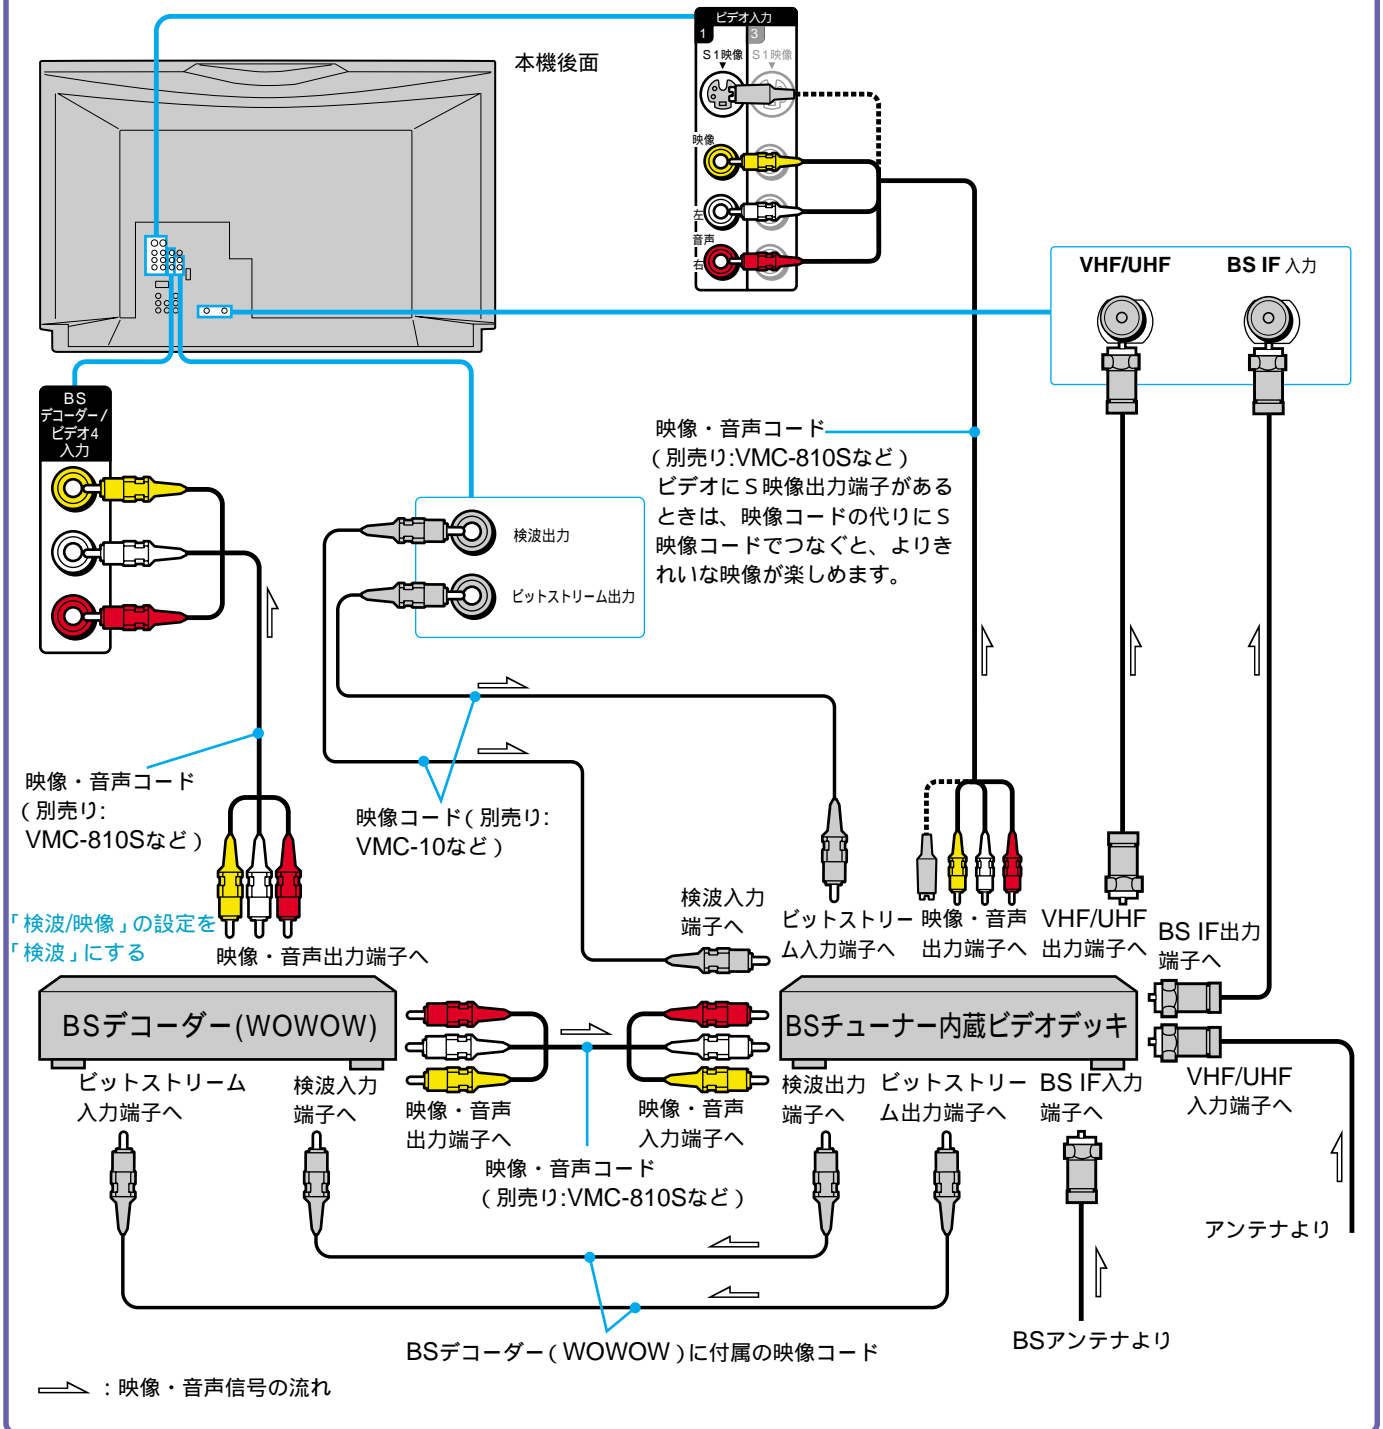 ビデオ入力
1
3
S1映像
S1映像
映像
左
音声
右
本機後面
VHF/UHF
BS IF 入力
BS
デコーダー/
ビデオ4
入力
検波出力
ビットストリーム出力
映像・音声コード
(別売り:VMC-810Sなど)
ビデオにS映像出力端子がある
ときは、映像コードの代りにS
映像コードでつなぐと、よりき
れいな映像が楽しめます。
映像・音声コード
(別売り:
VMC-810Sなど)
映像コード(別売り:
VMC-10など)
「検波/映像」の設定を
「検波」にする
映像・音声出力端子へ
検波入力
端子へ
ビットストリー
ム入力端子へ
映像・音声
出力端子へ
VHF/UHF
出力端子へ
BS IF出力
端子へ
BSデコーダー(WOWOW)
BSチューナー内蔵ビデオデッキ
ビットストリーム
入力端子へ
検波入力
端子へ
映像・音声
出力端子へ
映像・音声
入力端子へ
検波出力
端子へ
ビットストリー
ム出力端子へ
BS IF入力
端子へ
VHF/UHF
入力端子へ
映像・音声コード
(別売り:VMC-810Sなど)
アンテナより
BSアンテナより
BSデコーダー(WOWOW)に付属の映像コード
:映像・音声信号の流れ